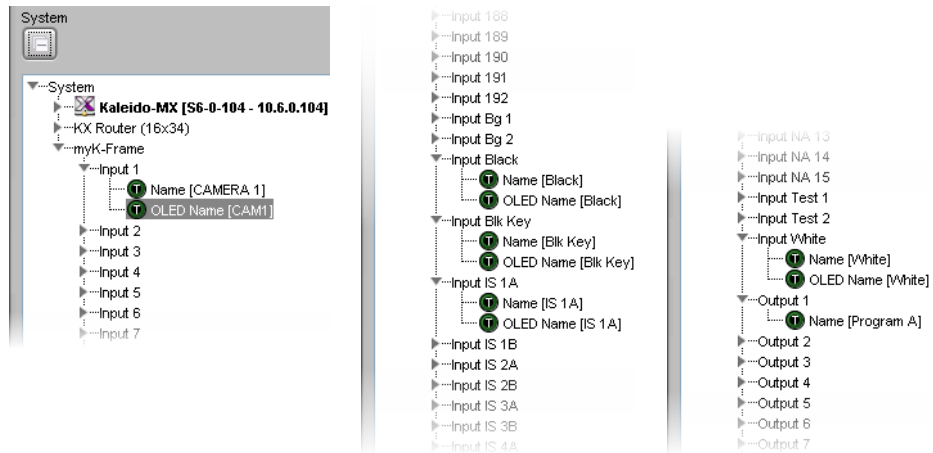 System
System
Kaleido-MX [S6-0-104 - 10.6.0.104]
KX Router (16x34)
myK-Frame
Input 1
Name [CAMERA 1]
OLED Name [CAM1]
Input 2
Input 3
Input 4
Input 5
Input 6
Input 7
Input 188
Input 189
Input 190
Input 191
Input 192
Input Bg 1
Input Bg 2
Input Black
Name [Black]
OLED Name [Black]
Input Blk Key
Name [Blk Key]
OLED Name [Blk Key]
Input IS 1A
Name [IS 1A]
OLED Name [IS 1A]
Input IS 1B
Input IS 2A
Input IS 2B
Input IS 3A
Input IS 3B
Input IS 4A
Input NA 13
Input NA 14
Input NA 15
Input Test 1
Input Test 2
Input White
Name [White]
OLED Name [White]
Output 1
Name [Program A]
Output 2
Output 3
Output 4
Output 5
Output 6
Output 7